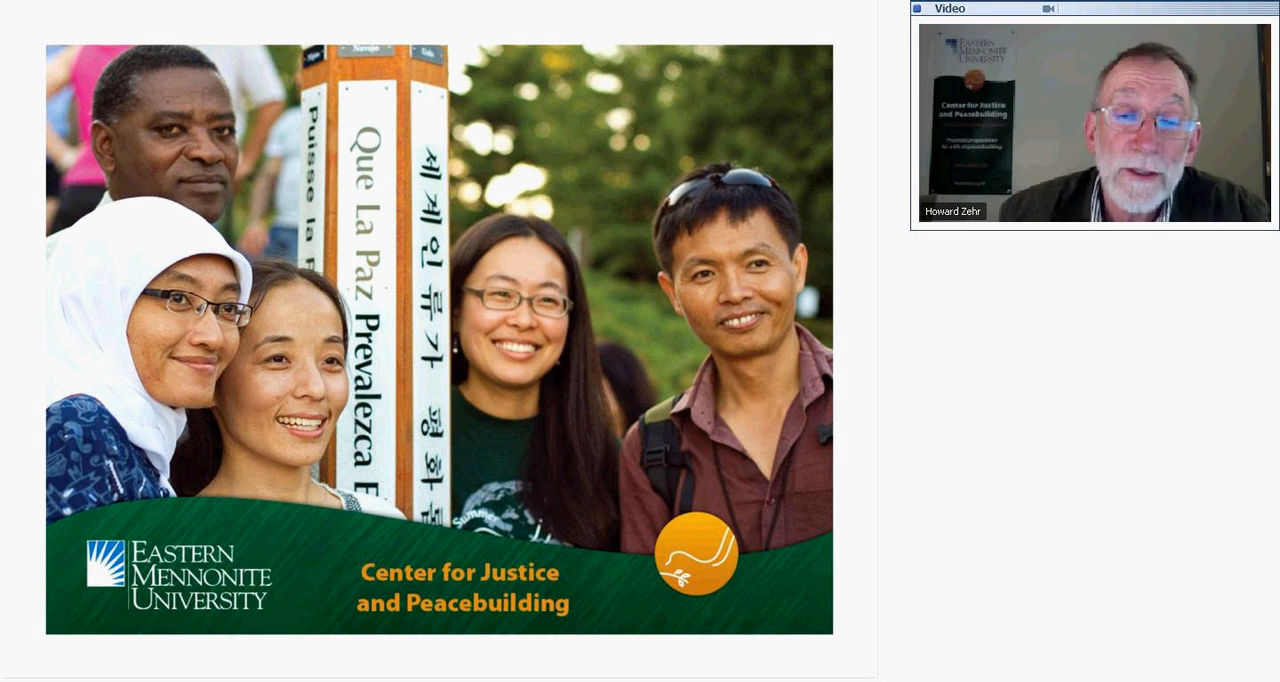 Navajo
Puisse la
Que La Paz Prevalezca E
세계인류가 평화
Summer
EASTERN
MENNONITE
UNIVERSITY
Center for Justice
and Peacebuilding
Video
EASTERN
MENNONITE
UNIVERSITY
Center for Justice
and Peacebuilding
Howard Zehr